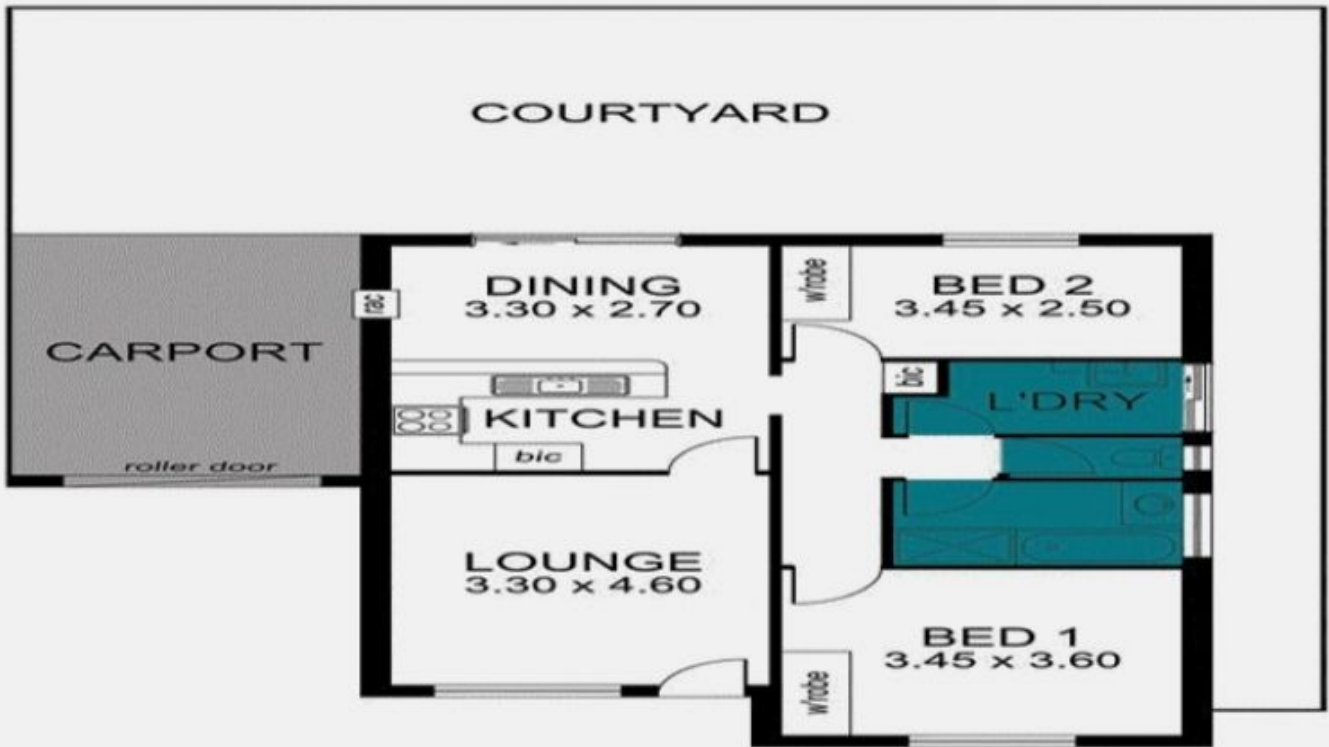 COURTYARD
w/robe
DINING
3.30 x 2.70
BED 2
3.45 x 2.50
rac
CARPORT
bic
L'DRY
KITCHEN
bic
roller door
LOUNGE
3.30 x 4.60
BED 1
3.45 x 3.60
w/robe